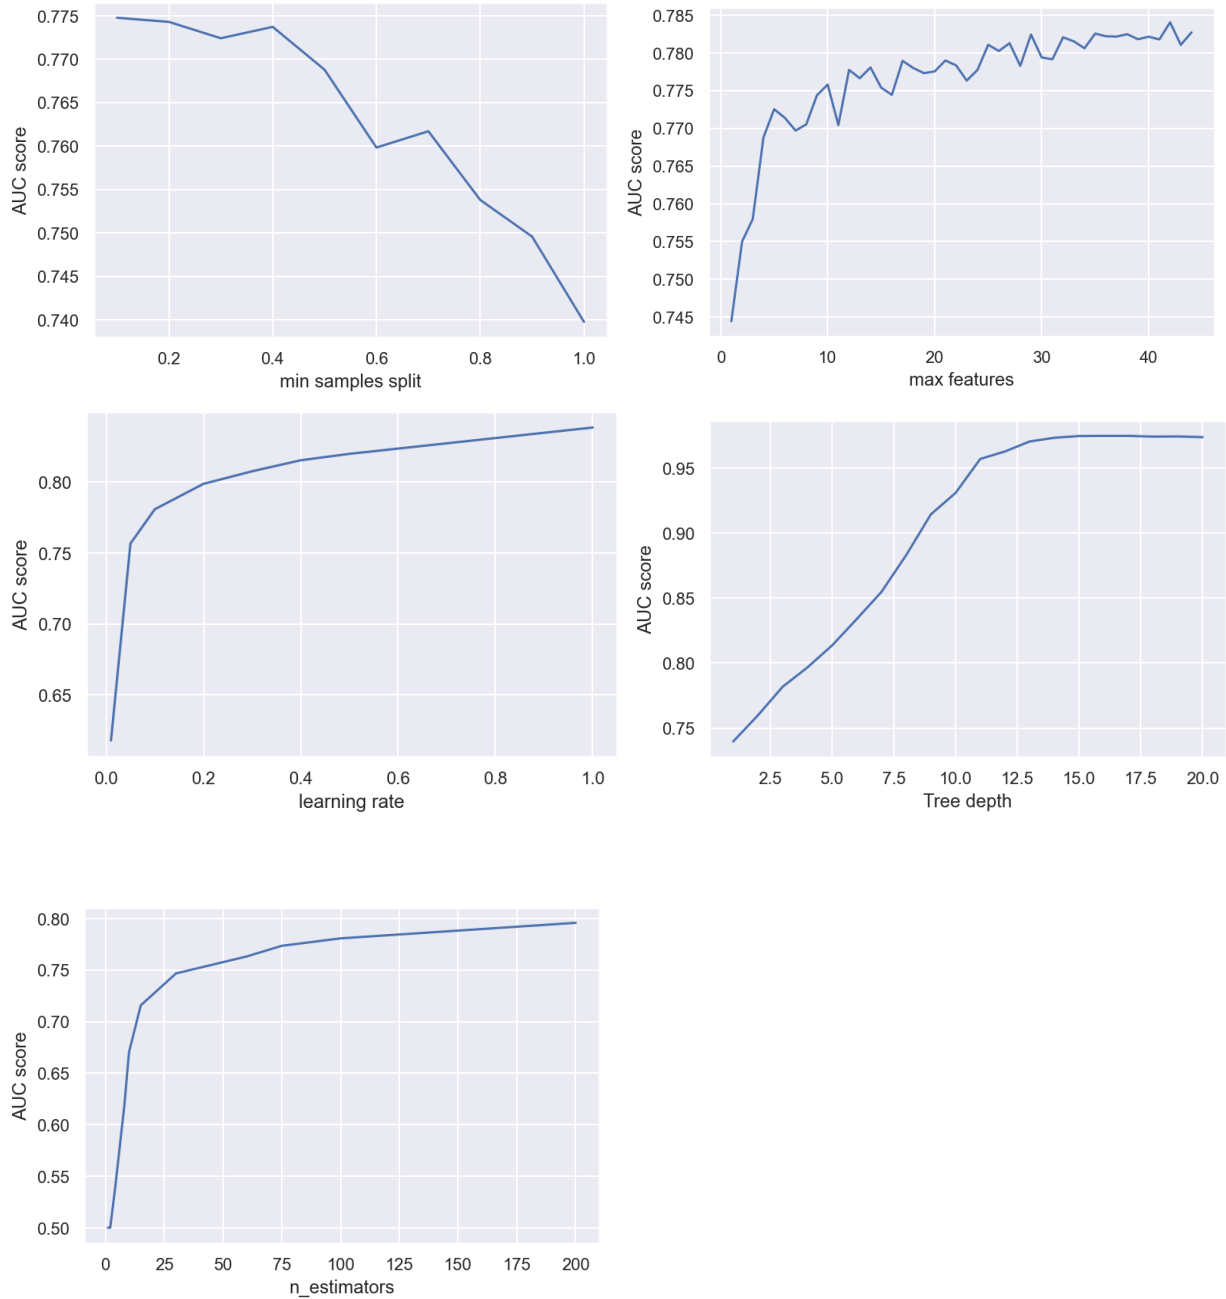 AUC score
0.775
0.770
0.765
0.760
0.755
0.750
0.745
0.740
0.2 0.4 0.6 0.8 1.0
min samples split
AUC score
0.785
0.780
0.775
0.770
0.765
0.760
0.755
0.750
0.745
0 10 20 30 40
max features
AUC score
0.80
0.75
0.70
0.65
0.0 0.2 0.4 0.6 0.8 1.0
learning rate
AUC score
0.95
0.90
0.85
0.80
0.75
2.5 5.0 7.5 10.0 12.5 15.0 17.5 20.0
Tree depth
AUC score
0.80
0.75
0.70
0.65
0.60
0.55
0.50
0 25 50 75 100 125 150 175 200
n_estimators